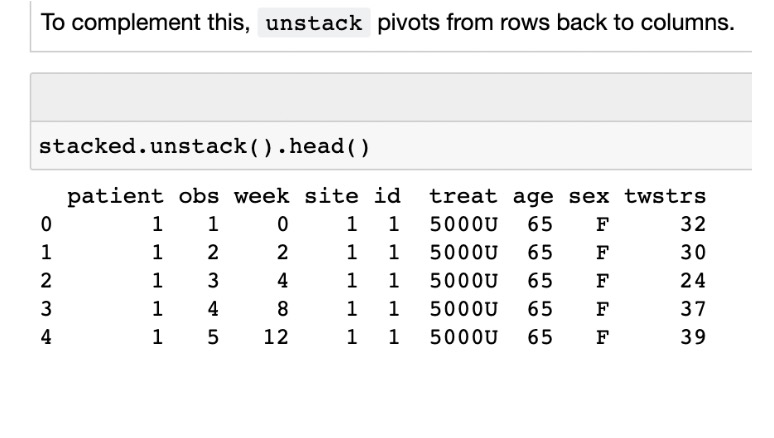 To complement this, unstack pivots from rows back to columns.
stacked.unstack().head()
patient obs week site id treat age sex twstrs
0 1 1 0 1 1 5000U 65 F 32
1 1 2 2 1 1 5000U 65 F 30
2 1 3 4 1 1 5000U 65 F 24
3 1 4 8 1 1 5000U 65 F 37
4 1 5 12 1 1 5000U 65 F 39